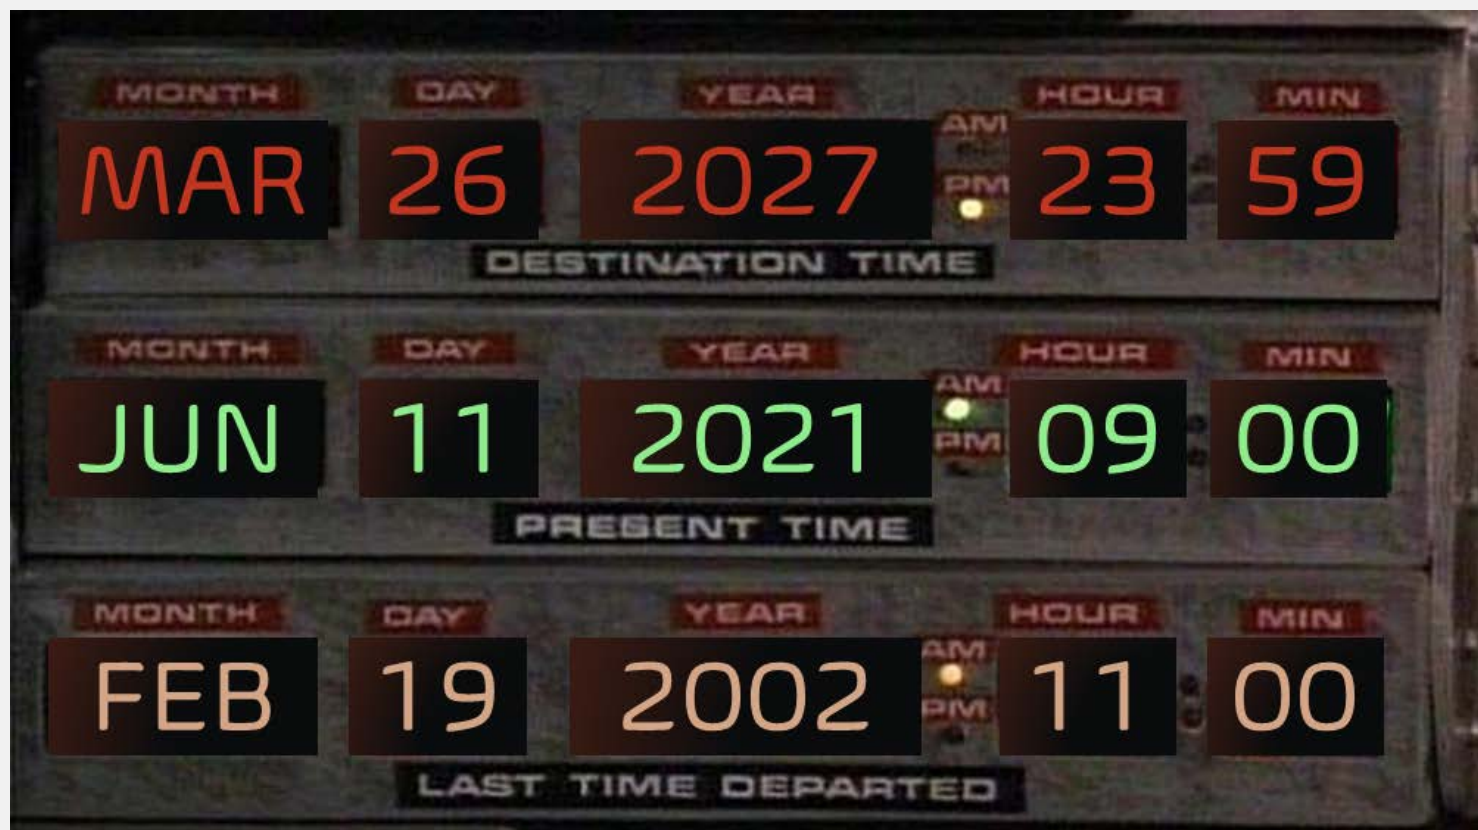 MONTH DAY YEAR HOUR MIN
AM
MAR 26 2027 PM 23 59
DESTINATION TIME
MONTH DAY YEAR HOUR MIN
AM
JUN 11 2021 PM 09 00
PRESENT TIME
MONTH DAY YEAR HOUR MIN
AM
FEB 19 2002 PM 11 00
LAST TIME DEPARTED